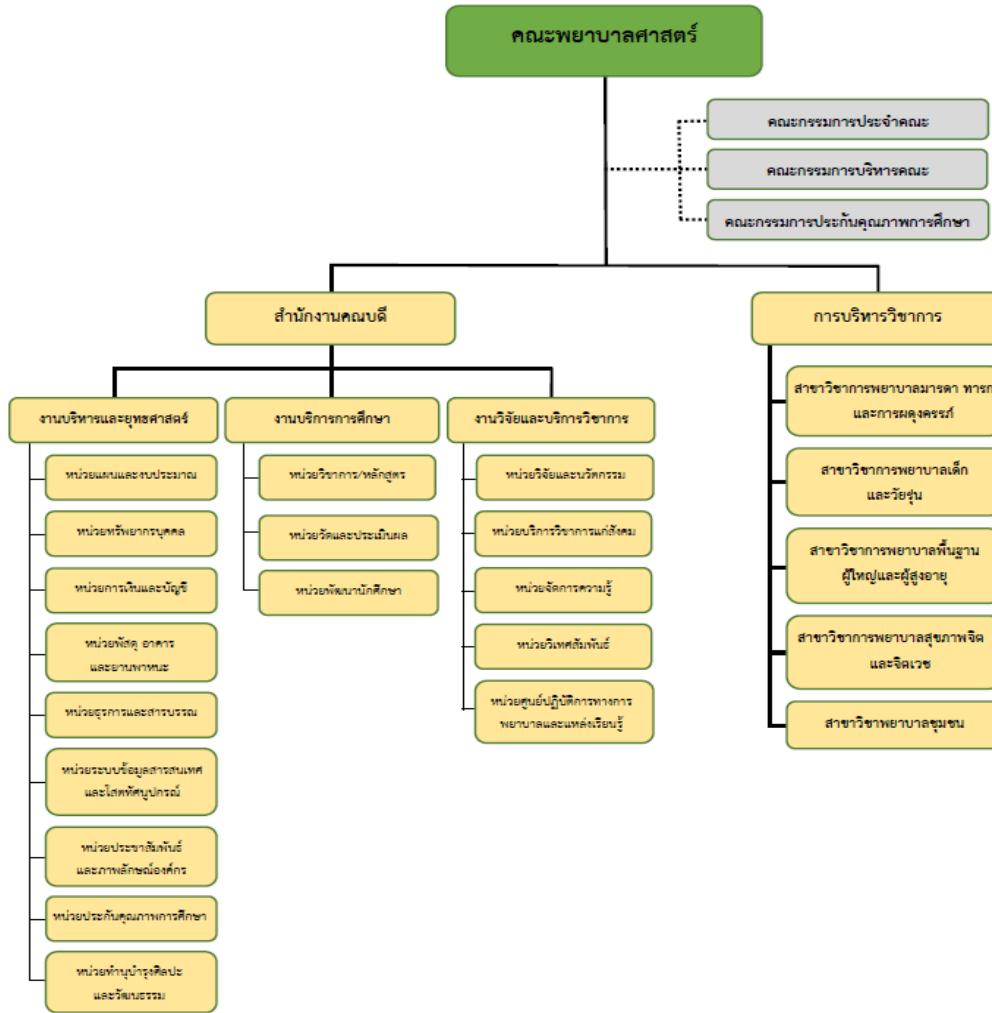 คณะพยาบาลศาสตร์
คณะกรรมการประจำคณะ
คณะกรรมการบริหารคณะ
คณะกรรมการประกันคุณภาพการศึกษา
สำนักงานคณบดี
การบริหารวิชาการ
งานบริหารและยุทธศาสตร์
หน่วยแผนและงบประมาณ
หน่วยทรัพยากรบุคคล
หน่วยการเงินและบัญชี
หน่วยพัสดุ อาคาร
และยานพาหนะ
หน่วยธุรการและสารบรรณ
หน่วยระบบข้อมูลสารสนเทศ
และโสตทัศนูปกรณ์
หน่วยประชาสัมพันธ์
และภาพลักษณ์องค์กร
หน่วยประกันคุณภาพการศึกษา
หน่วยทำนุบำรุงศิลปะ
และวัฒนธรรม
งานบริการการศึกษา
หน่วยวิชาการ/หลักสูตร
หน่วยวัดและประเมินผล
หน่วยพัฒนานักศึกษา
งานวิจัยและบริการวิชาการ
หน่วยวิจัยและนวัตกรรม
หน่วยบริการวิชาการแก่สังคม
หน่วยจัดการความรู้
หน่วยวิเทศสัมพันธ์
หน่วยศูนย์ปฏิบัติการทางการ
พยาบาลและแหล่งเรียนรู้
สาขาวิชาการพยาบาลมารดา ทารก
และการผดุงครรภ์
สาขาวิชาการพยาบาลเด็ก
และวัยรุ่น
สาขาวิชาการพยาบาลพื้นฐาน
ผู้ใหญ่และผู้สูงอายุ
สาขาวิชาการพยาบาลสุขภาพจิต
และจิตเวช
สาขาวิชาพยาบาลชุมชน